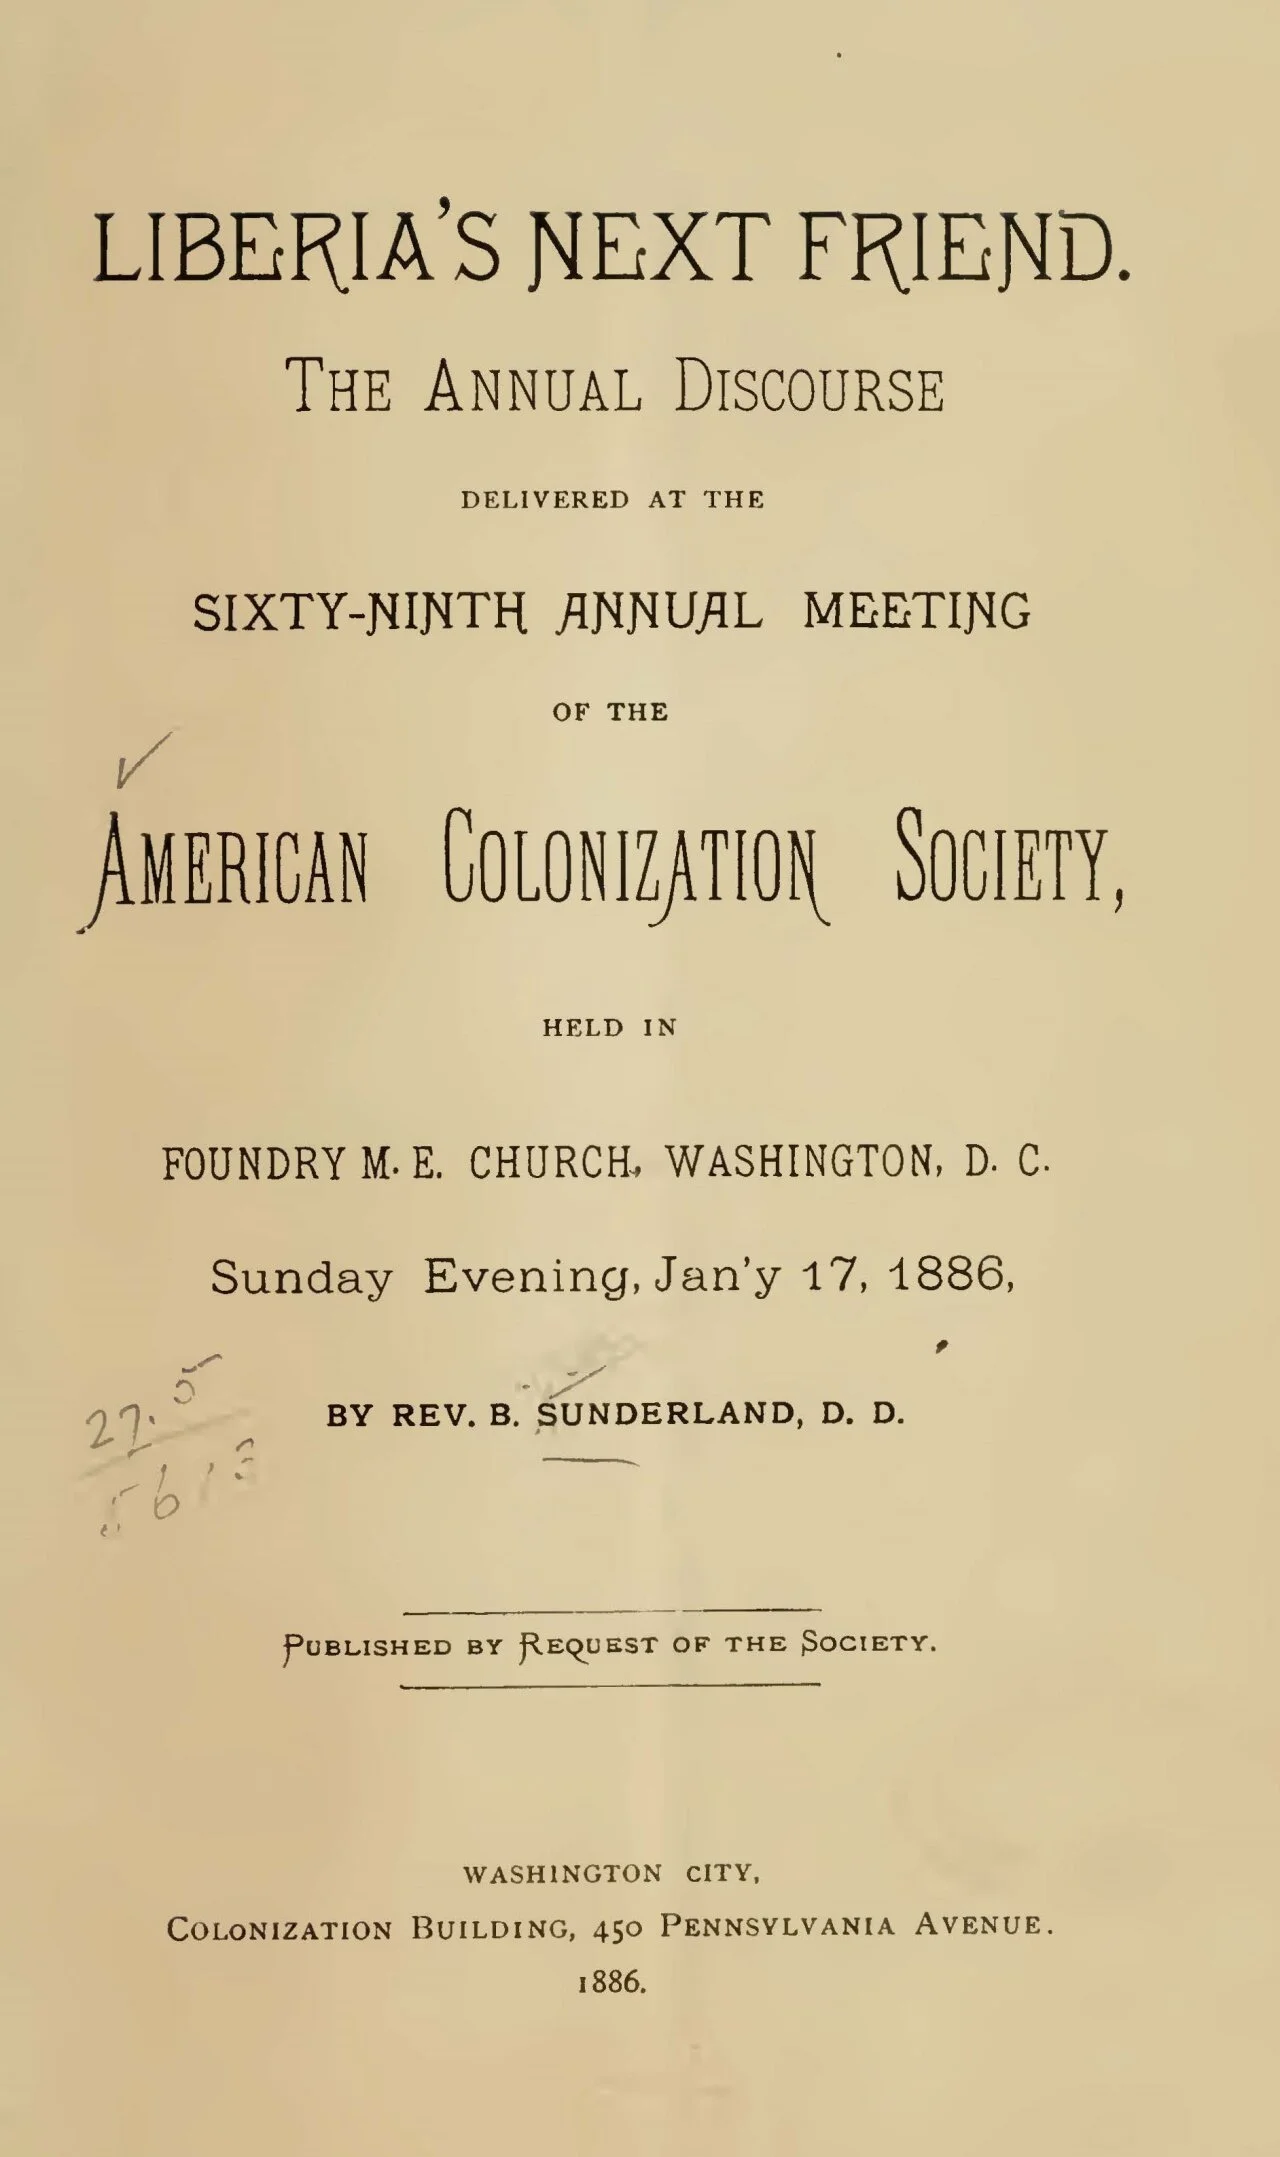 LIBERIA'S NEXT FRIEND.
THE ANNUAL DISCOURSE
DELIVERED AT THE
SIXTY-NINTH ANNUAL MEETING
OF THE
AMERICAN COLONIZATION SOCIETY,
HELD IN
FOUNDRY M. E. CHURCH, WASHINGTON, D. C.
Sunday Evening, Jan'y 17, 1886,
BY REV. B. SUNDERLAND, D. D.
PUBLISHED BY REQUEST OF THE SOCIETY.
WASHINGTON CITY,
COLONIZATION BUILDING, 450 PENNSYLVANIA AVENUE.
1886.